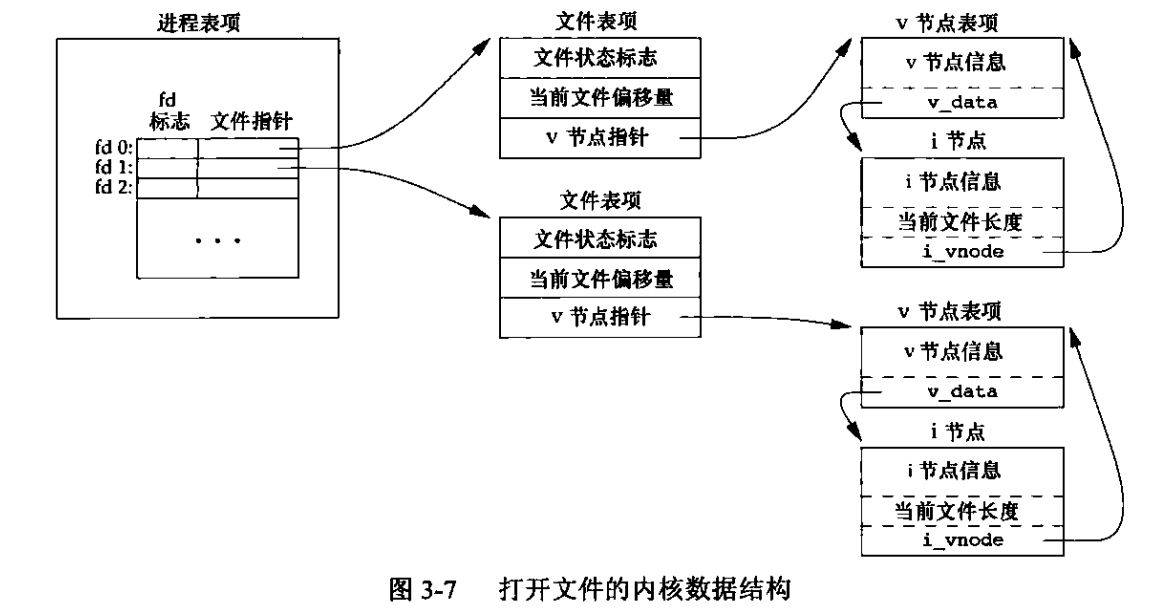 进程表项
fd
标志 文件指针
fd 0:
fd 1:
fd 2:
• • •
文件表项
文件状态标志
当前文件偏移量
v 节点指针
文件表项
文件状态标志
当前文件偏移量
v 节点指针
v 节点表项
v 节点信息
v_data
i 节点
i 节点信息
当前文件长度
i_vnode
v 节点表项
v 节点信息
v_data
i 节点
i 节点信息
当前文件长度
i_vnode
图 3-7 打开文件的内核数据结构